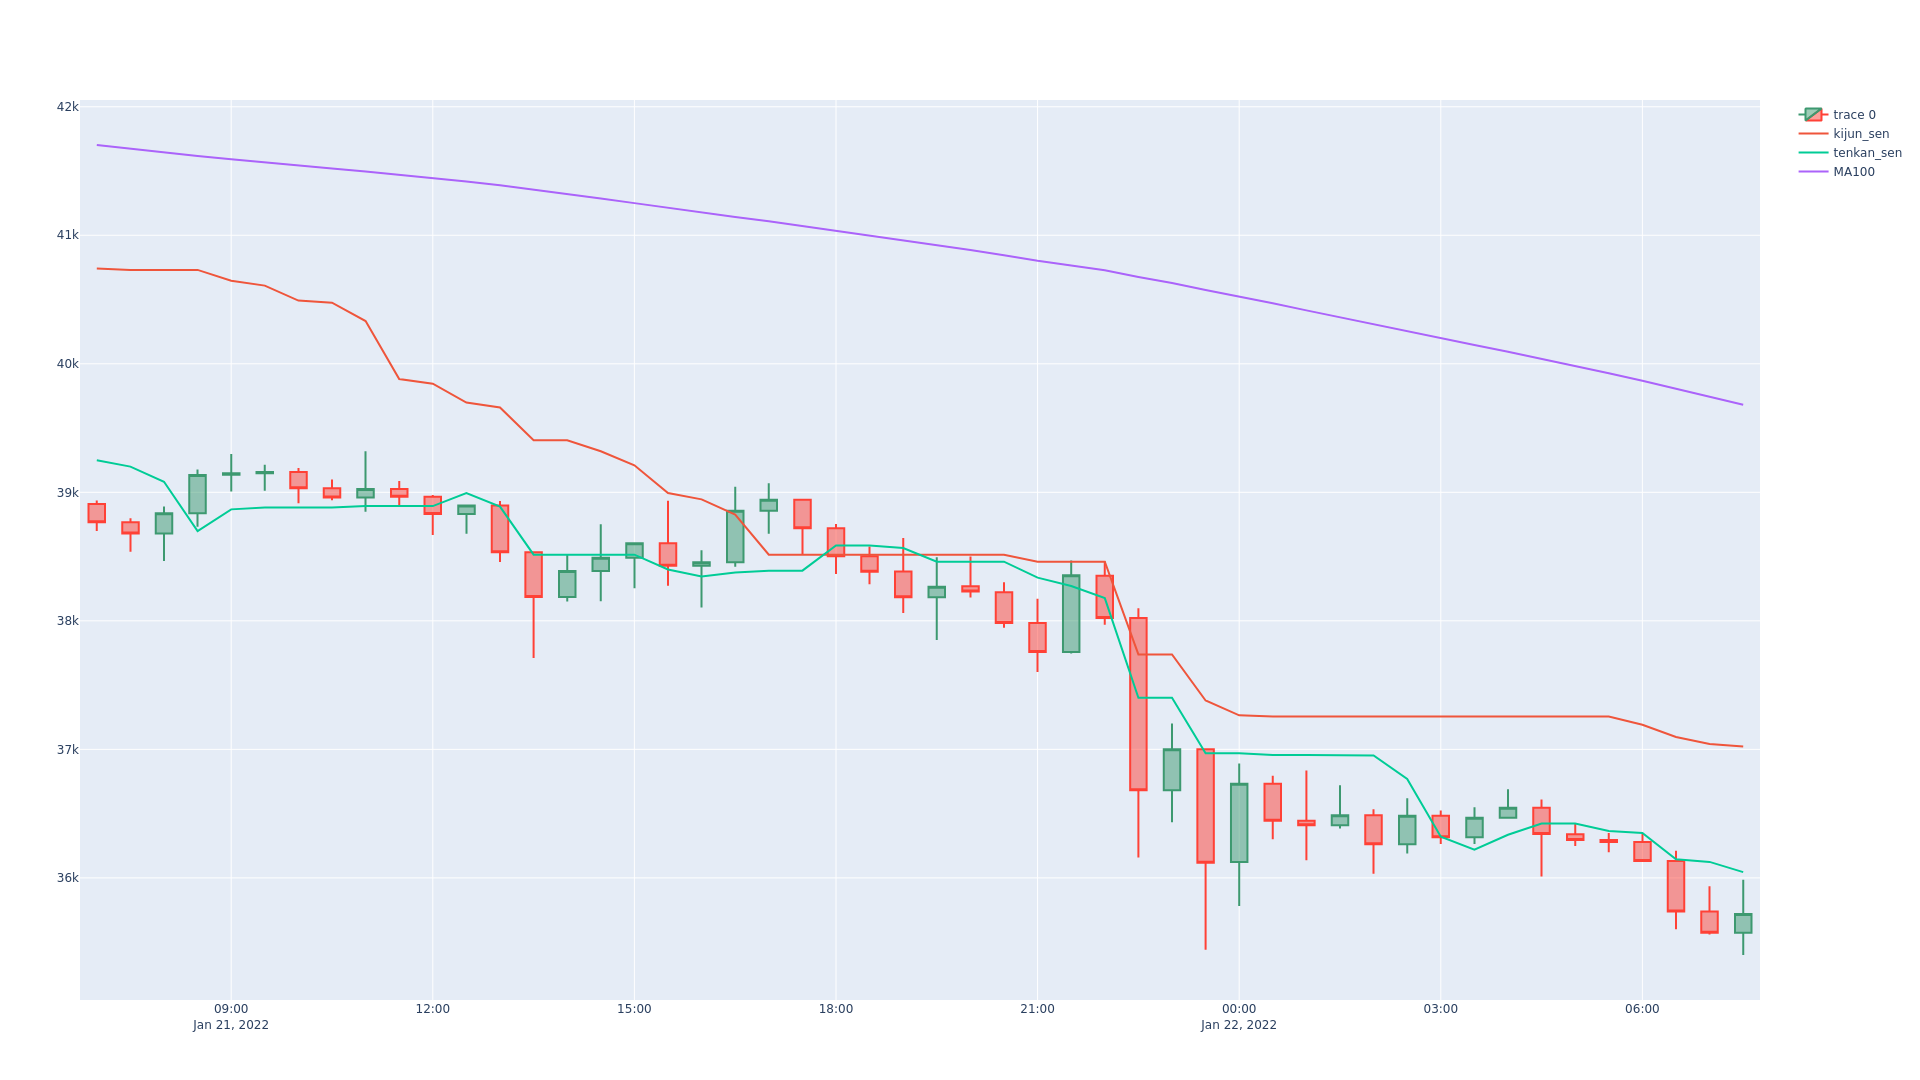 42k
41k
40k
39k
38k
37k
36k
09:00
Jan 21, 2022
12:00
15:00
18:00
21:00
00:00
Jan 22, 2022
03:00
06:00
trace 0
kijun_sen
tenkan_sen
MA100